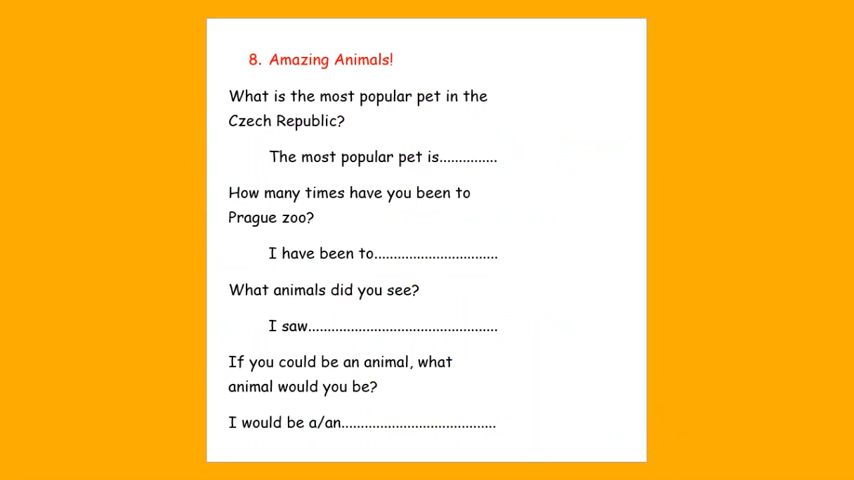 8. Amazing Animals!
What is the most popular pet in the
Czech Republic?
The most popular pet is...............
How many times have you been to
Prague zoo?
I have been to................................
What animals did you see?
I saw.................................................
If you could be an animal, what
animal would you be?
I would be a/an........................................